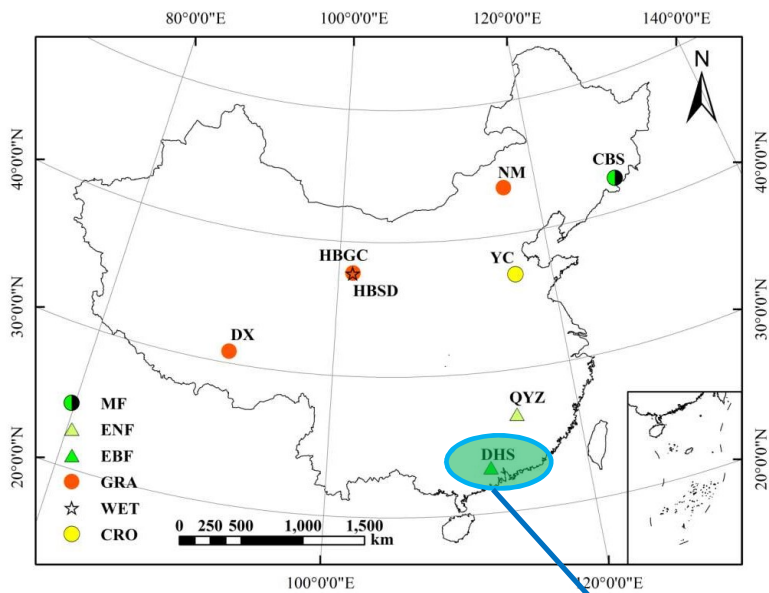 80°0'0"E
100°0'0"E
120°0'0"E
140°0'0"E
N
40°0'0"N
40°0'0"N
CBS
NM
HBGC
YC
HBSD
30°0'0"N
30°0'0"N
DX
QYZ
MF
ENF
DHS
EBF
20°0'0"N
20°0'0"N
GRA
WET
CRO
0 250 500 1,000 1,500
km
100°0'0"E
120°0'0"E